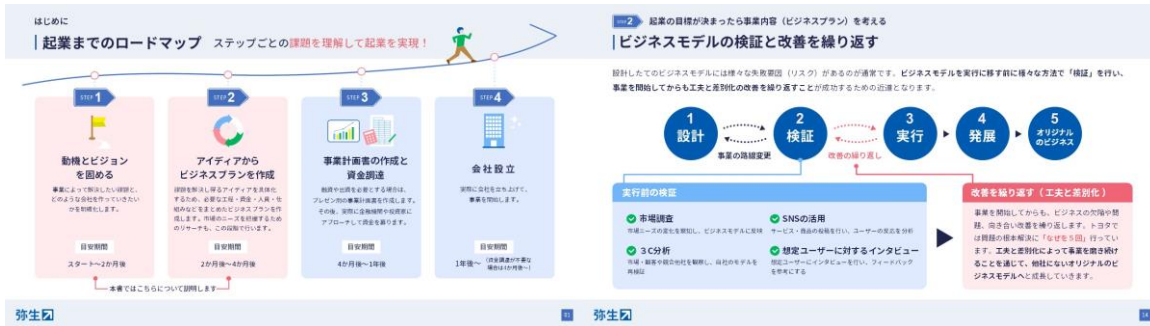 はじめに
起業までのロードマップ ステップごとの課題を理解して起業を実現！
STEP 1
動機とビジョン
を固める
事業によって解決したい課題と、
どのような会社を作っていきたい
かを明確化します。
目安期間
スタート～2か月後
STEP 2
アイディアから
ビジネスプランを作成
課題を解決し得るアイディアを具体化
するため、必要な工程・資金・人員・仕
組みなどをまとめたビジネスプランを作
成します。市場のニーズを把握するため
のリサーチも、この段階で行います。
目安期間
2か月後～4か月後
本書ではこちらについて説明します
STEP 3
事業計画書の作成と
資金調達
融資や出資を必要とする場合は、
プレゼン用の事業計画書を作成します。
その後、実際に金融機関や投資家に
アプローチして資金を募ります。
目安期間
4か月後～1年後
STEP 4
会社設立
実際に会社を立ち上げて、
事業を開始します。
目安期間
1年後～（資金調達が不要な
場合は4か月後～）
弥生
01
STEP 2 起業の目標が決まったら事業内容（ビジネスプラン）を考える
ビジネスモデルの検証と改善を繰り返す
設計したてのビジネスモデルには様々な失敗要因（リスク）があるのが通常です。ビジネスモデルを実行に移す前に様々な方法で「検証」を行い、
事業を開始してからも工夫と差別化の改善を繰り返すことが成功するための近道となります。
1
設計
2
検証
3
実行
4
発展
5
オリジナル
のビジネス
事業の路線変更
改善の繰り返し
実行前の検証
市場調査
市場ニーズの変化を察知し、ビジネスモデルに反映
SNSの活用
サービス・商品の投稿を行い、ユーザーの反応を分析
3C分析
市場・顧客や競合他社を観察し、自社のモデルを
再検証
想定ユーザーに対するインタビュー
想定ユーザーにインタビューを行い、フィードバック
を参考にする
改善を繰り返す（工夫と差別化）
事業を開始してからも、ビジネスの欠陥や問
題、向き合い改善を繰り返します。トヨタで
は問題の根本解決に「なぜを5回」行ってい
ます。工夫と差別化によって事業を磨き続け
ることを通じて、他社にないオリジナルのビ
ジネスモデルへと成長していきます。
弥生